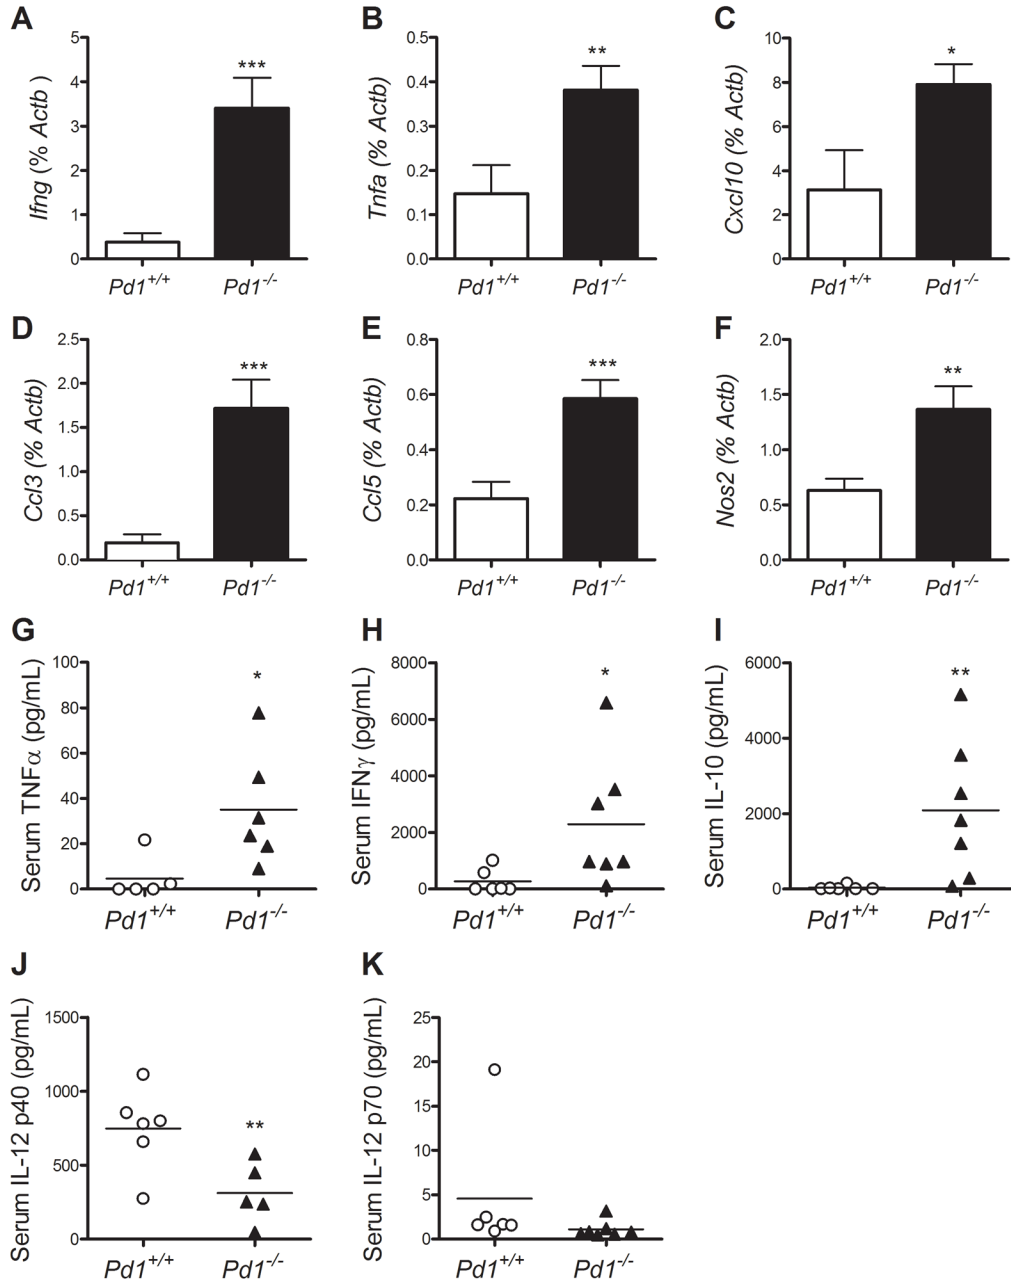 A
Ifng (% Actb )
5
4
3
2
1
0
***
Pd1+/+
Pd1-/-
B
Tnfa (% Actb)
0.5
0.4
0.3
0.2
0.1
0.0
**
Pd1+/+
Pd1-/-
C
Cxcl10 (% Actb)
10
8
6
4
2
0
*
Pd1+/+
Pd1-/-
D
Ccl3 (% Actb)
2.5
2.0
1.5
1.0
0.5
0.0
***
Pd1+/+
Pd1-/-
E
Ccl5 (% Actb)
0.8
0.6
0.4
0.2
0.0
***
Pd1+/+
Pd1-/-
F
Nos2 (% Actb)
2.0
1.5
1.0
0.5
0.0
**
Pd1+/+
Pd1-/-
G
Serum TNFα (pg/mL)
100
80
60
40
20
0
*
Pd1+/+
Pd1-/-
H
Serum IFNγ (pg/mL)
8000
6000
4000
2000
0
*
Pd1+/+
Pd1-/-
I
Serum IL-10 (pg/mL)
6000
4000
2000
0
**
Pd1+/+
Pd1-/-
J
Serum IL-12 p40 (pg/mL)
1500
1000
500
0
**
Pd1+/+
Pd1-/-
K
Serum IL-12 p70 (pg/mL)
25
20
15
10
5
0
Pd1+/+
Pd1-/-